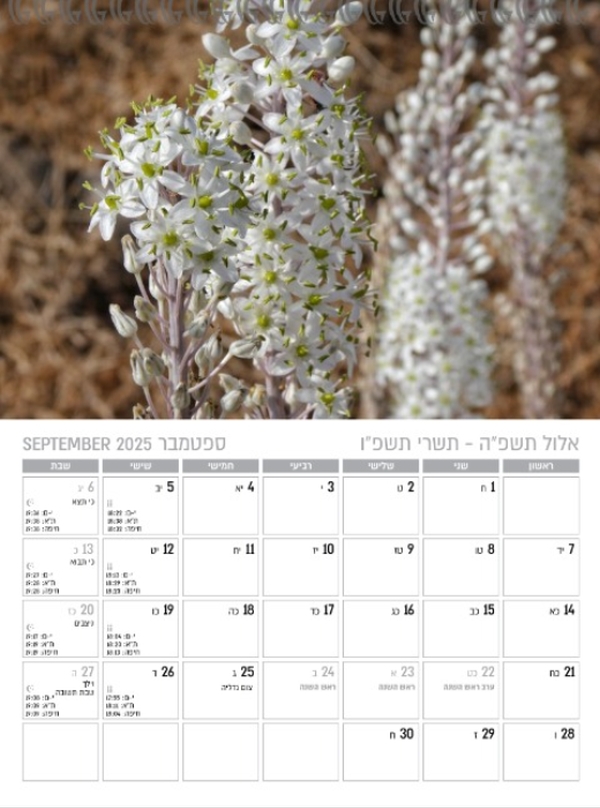 אלול תשפ"ה - תשרי תשפ"ו
ספטמבר SEPTEMBER 2025
ראשון שני שלישי רביעי חמישי שישי שבת
1 ח 2 ט 3 י 4 יא 5 יב 6 יג
כי תצא
7 יד 8 טו 9 טז 10 יז 11 יח 12 יט 13 כ
כי תבוא
14 כא 15 כב 16 כג 17 כד 18 כה 19 כו 20 כז
ניצבים
21 כח 22 כט 23 א 24 ב 25 ג 26 ד 27 ה
ערב ראש השנה ראש השנה ראש השנה צום גדליה וילך
שבת תשובה
28 ו 29 ז 30 ח